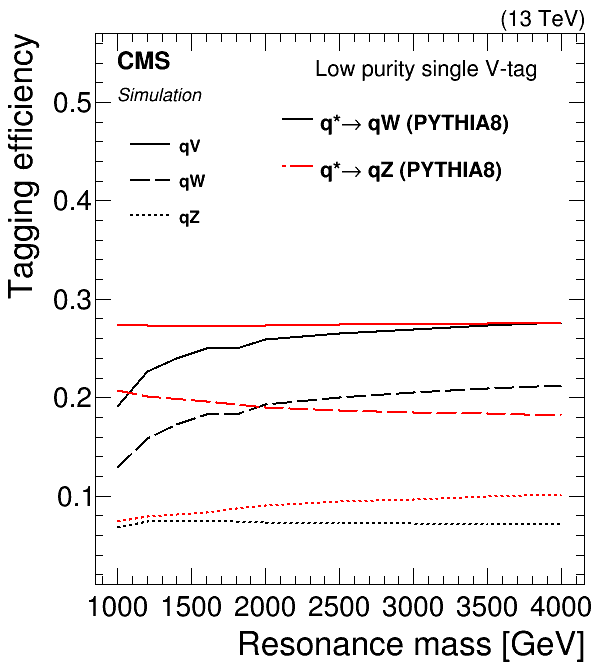 (13 TeV)
CMS
Simulation
Low purity single V-tag
q*→ qW (PYTHIA8)
q*→ qZ (PYTHIA8)
qV
qW
qZ
Tagging efficiency
0.5
0.4
0.3
0.2
0.1
1000 1500 2000 2500 3000 3500 4000
Resonance mass [GeV]